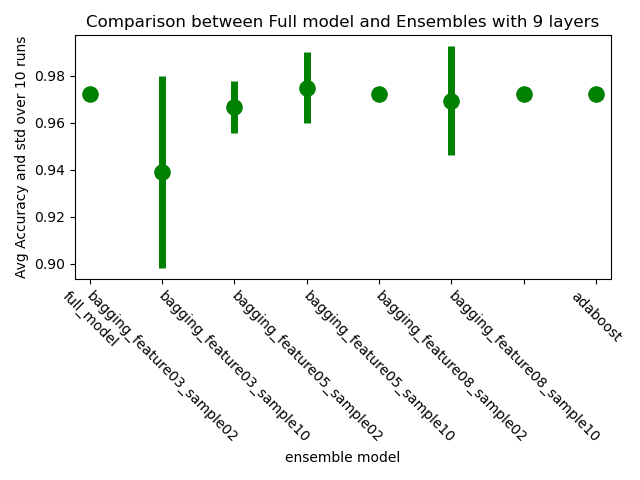 Comparison between Full model and Ensembles with 9 layers
Avg Accuracy and std over 10 runs
0.98
0.96
0.94
0.92
0.90
full_model
bagging_feature03_sample02
bagging_feature03_sample10
bagging_feature05_sample02
bagging_feature05_sample10
bagging_feature08_sample02
bagging_feature08_sample10
adaboost
ensemble model